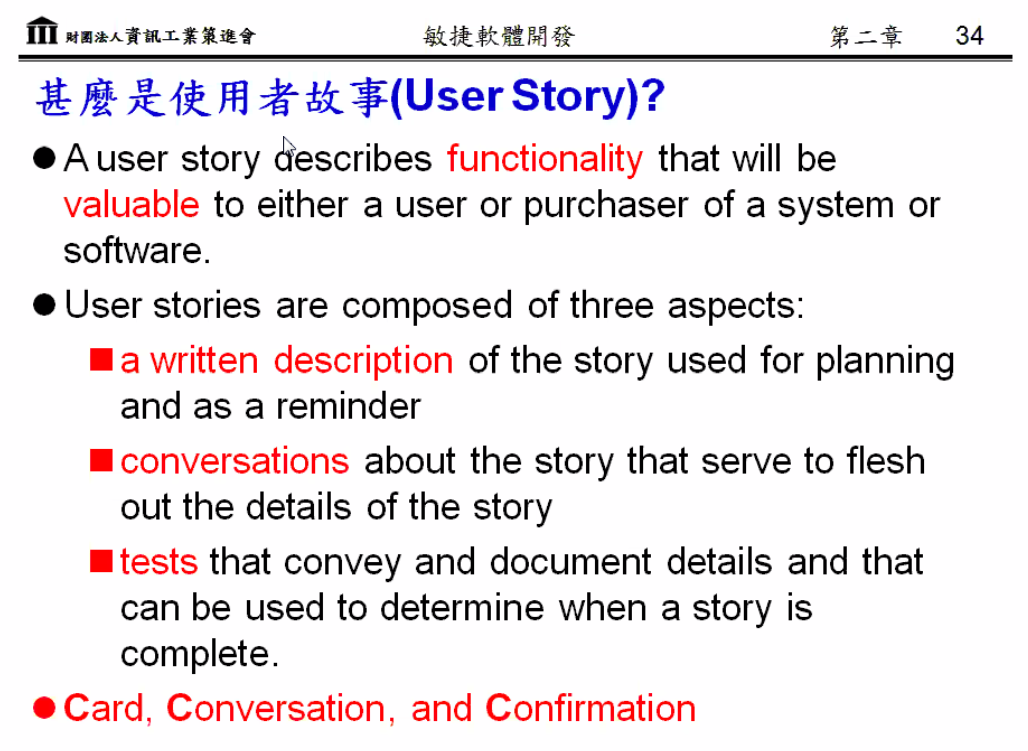 財團法人資訊工業策進會 敏捷軟體開發 第二章 34
甚麼是使用者故事(User Story)?
● A user story describes functionality that will be
valuable to either a user or purchaser of a system or
software.
● User stories are composed of three aspects:
■ a written description of the story used for planning
and as a reminder
■ conversations about the story that serve to flesh
out the details of the story
■ tests that convey and document details and that
can be used to determine when a story is
complete.
● Card, Conversation, and Confirmation